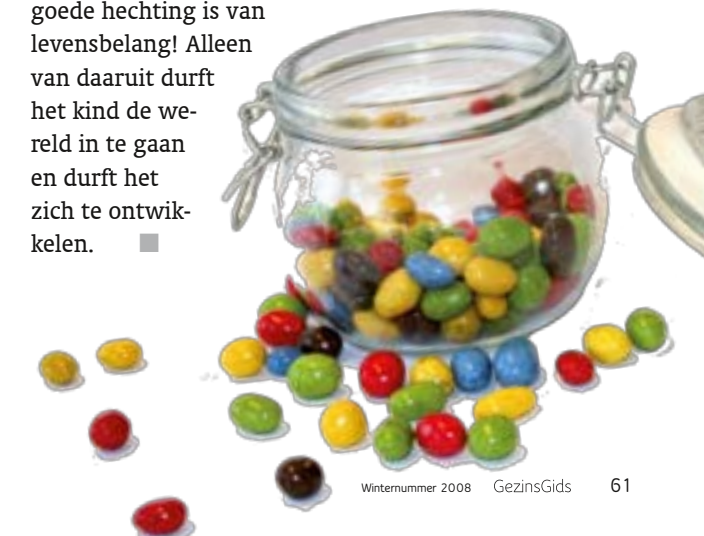 goede hechting is van
levensbelang! Alleen
van daaruit durft
het kind de we-
reld in te gaan
en durft het
zich te ontwik-
kelen.
Winternummer 2008 GezinsGids 61